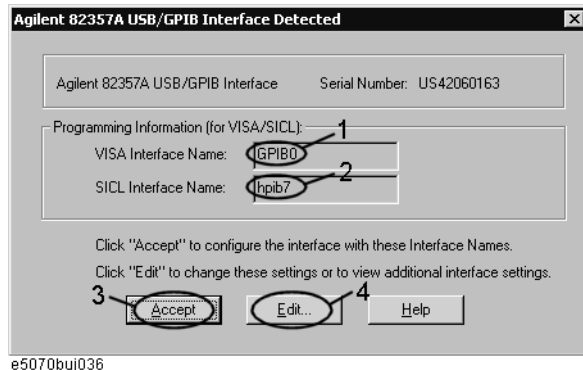 Agilent 82357A USB/GPIB Interface Detected
Agilent 82357A USB/GPIB Interface Serial Number: US42060163
Programming Information (for VISA/SICL):
1
VISA Interface Name: GPIB0
2
SICL Interface Name: hpib7
Click "Accept" to configure the interface with these Interface Names.
Click "Edit" to change these settings or to view additional interface settings.
3 4
Accept Edit... Help
e5070bui036